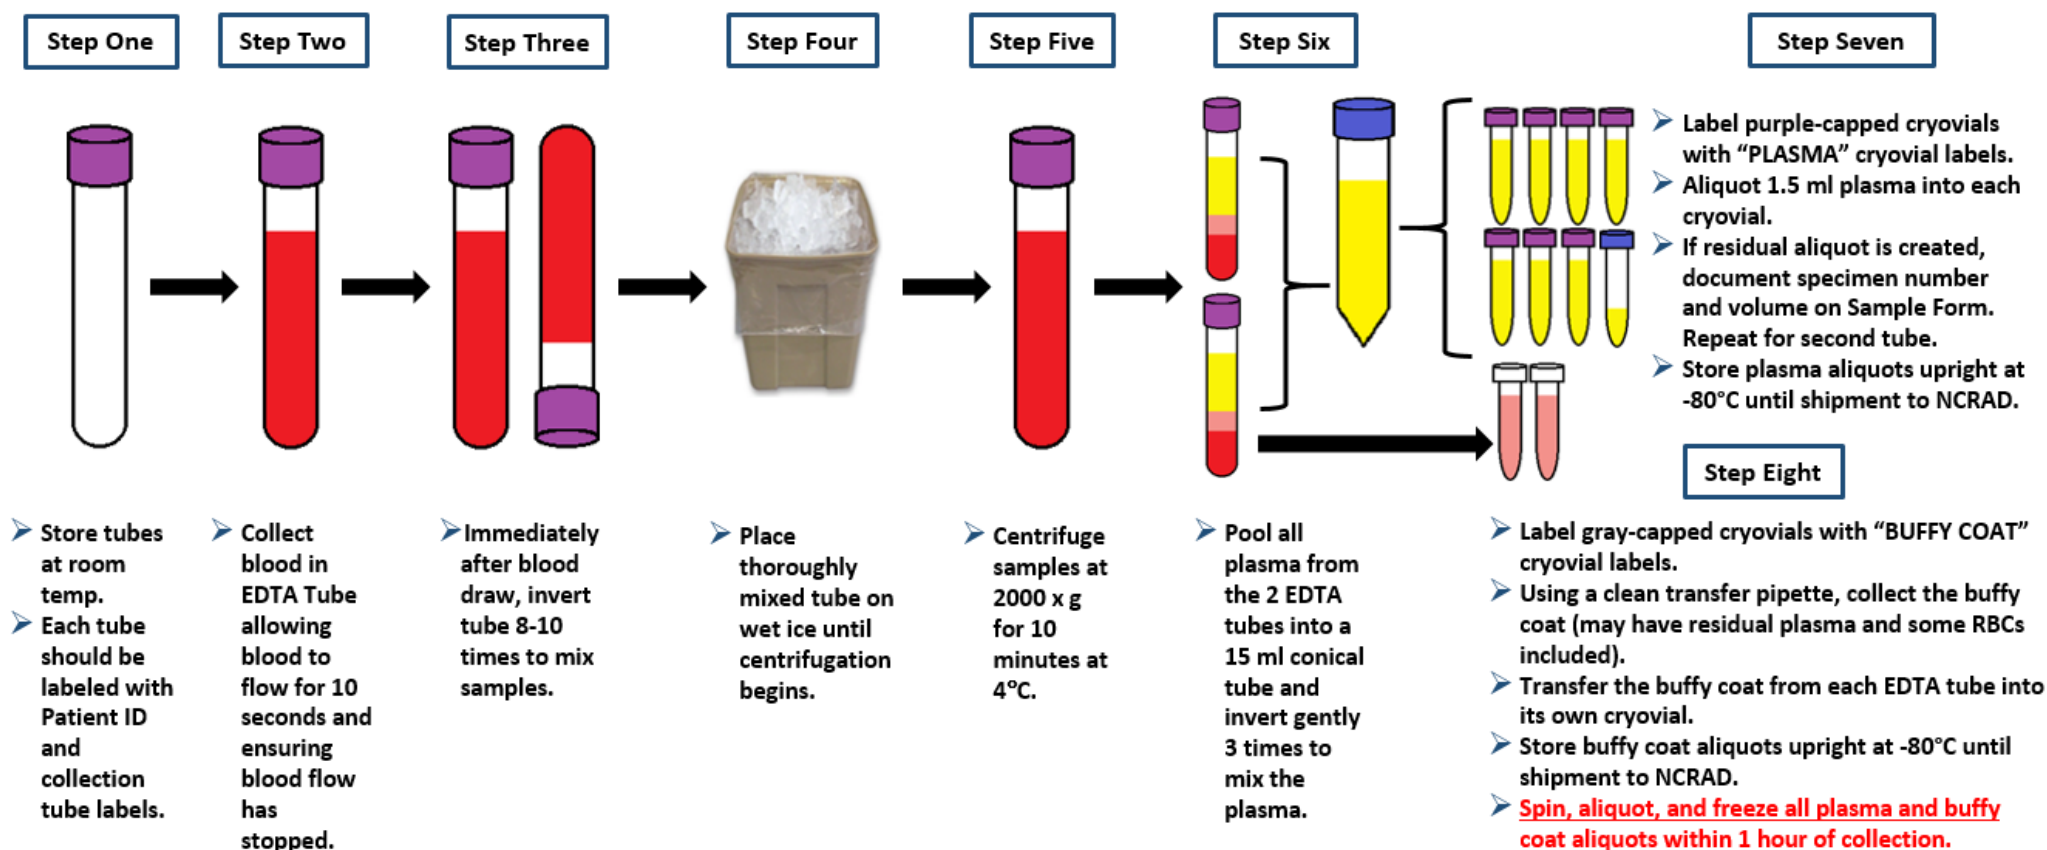 Step One
Step Two
Step Three
Step Four
Step Five
Step Six
Step Seven
Label purple-capped cryovials
with “PLASMA” cryovial labels.
Aliquot 1.5 ml plasma into each
cryovial.
If residual aliquot is created,
document specimen number
and volume on Sample Form.
Repeat for second tube.
Store plasma aliquots upright at
-80°C until shipment to NCRAD.
Step Eight
Store tubes
at room
temp.
Each tube
should be
labeled with
Patient ID
and
collection
tube labels.
Collect
blood in
EDTA Tube
allowing
blood to
flow for 10
seconds and
ensuring
blood flow
has
stopped.
Immediately
after blood
draw, invert
tube 8-10
times to mix
samples.
Place
thoroughly
mixed tube on
wet ice until
centrifugation
begins.
Centrifuge
samples at
2000 x g
for 10
minutes at
4°C.
Pool all
plasma from
the 2 EDTA
tubes into a
15 ml conical
tube and
invert gently
3 times to
mix the
plasma.
Label gray-capped cryovials with “BUFFY COAT”
cryovial labels.
Using a clean transfer pipette, collect the buffy
coat (may have residual plasma and some RBCs
included).
Transfer the buffy coat from each EDTA tube into
its own cryovial.
Store buffy coat aliquots upright at -80°C until
shipment to NCRAD.
Spin, aliquot, and freeze all plasma and buffy
coat aliquots within 1 hour of collection.